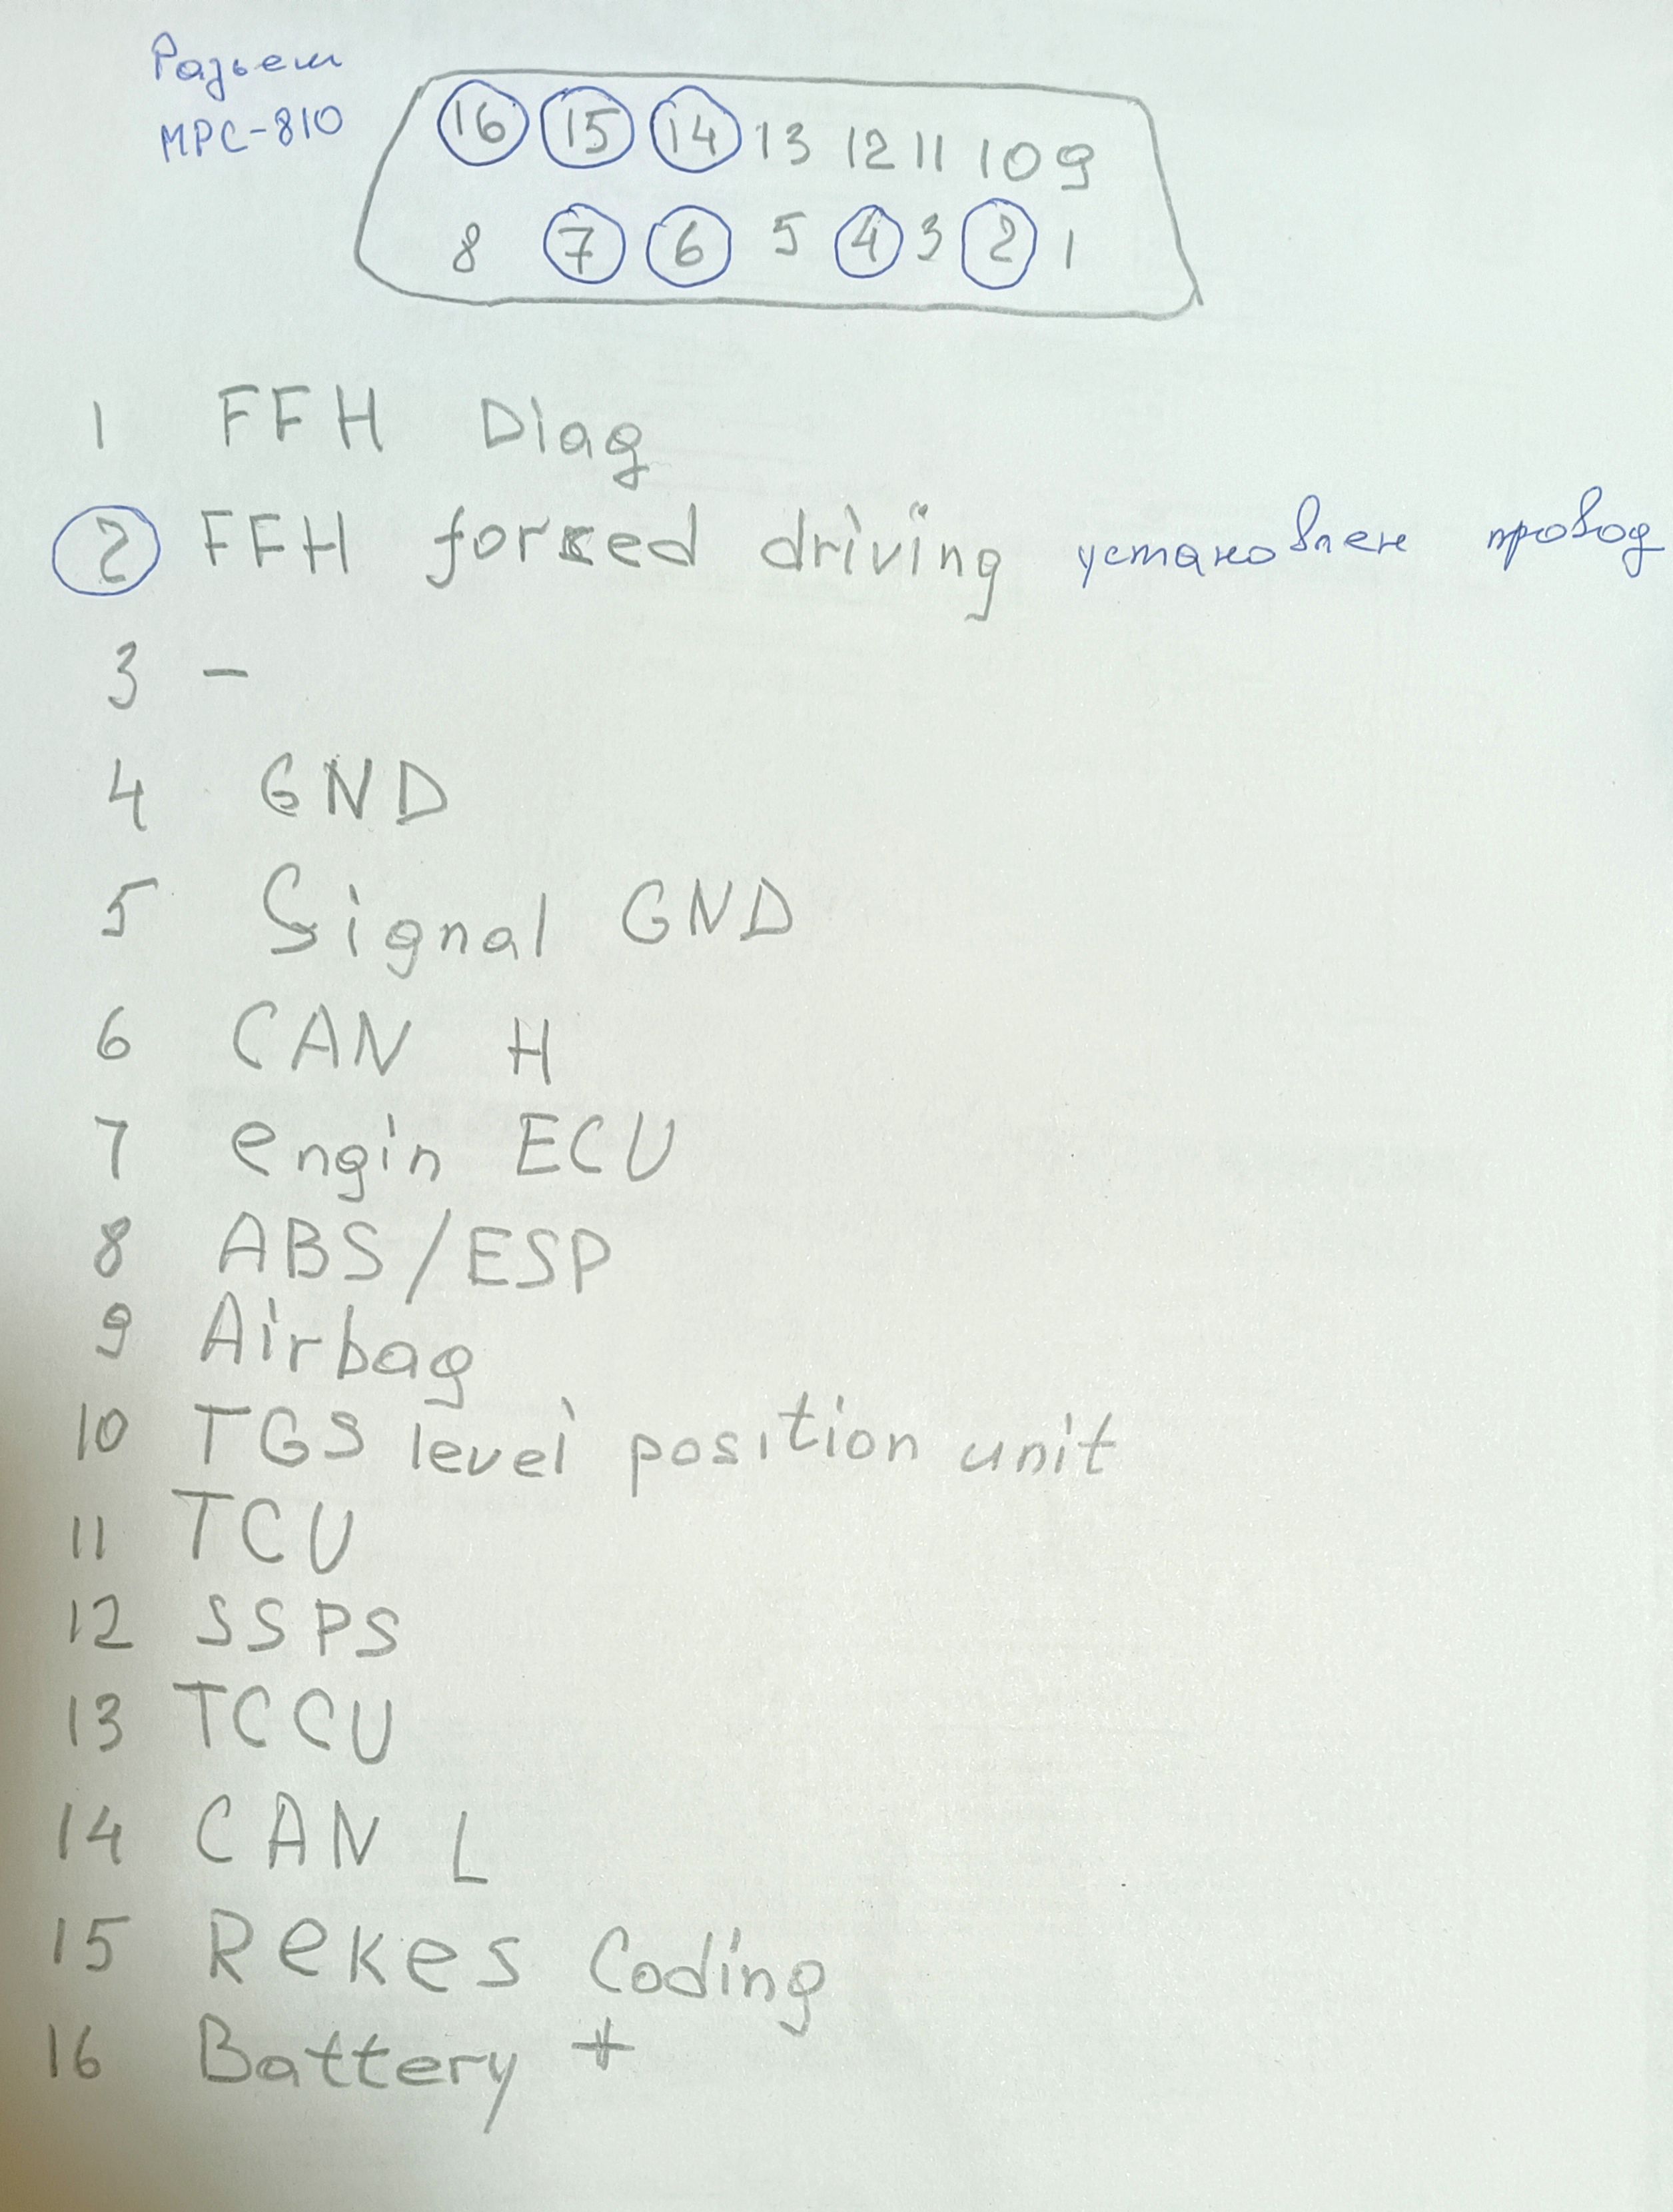 Разъем
МРС-810
16 15 14 13 12 11 10 9
8 7 6 5 4 3 2 1
1 FFH Diag
2 FFH forced driving установлен провод
3 -
4 GND
5 Signal GND
6 CAN H
7 engin ECU
8 ABS/ESP
9 Airbag
10 TGS level position unit
11 TCU
12 SSPS
13 TCCU
14 CAN L
15 Rekes Coding
16 Battery +